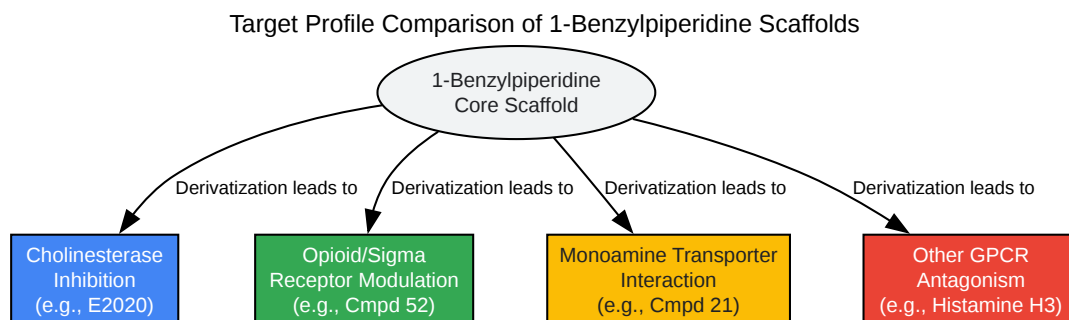 Target Profile Comparison of 1-Benzylpiperidine Scaffolds
1-Benzylpiperidine
Core Scaffold
Derivatization leads to
Derivatization leads to
Derivatization leads to
Derivatization leads to
Cholinesterase
Inhibition
(e.g., E2020)
Opioid/Sigma
Receptor Modulation
(e.g., Cmpd 52)
Monoamine Transporter
Interaction
(e.g., Cmpd 21)
Other GPCR
Antagonism
(e.g., Histamine H3)